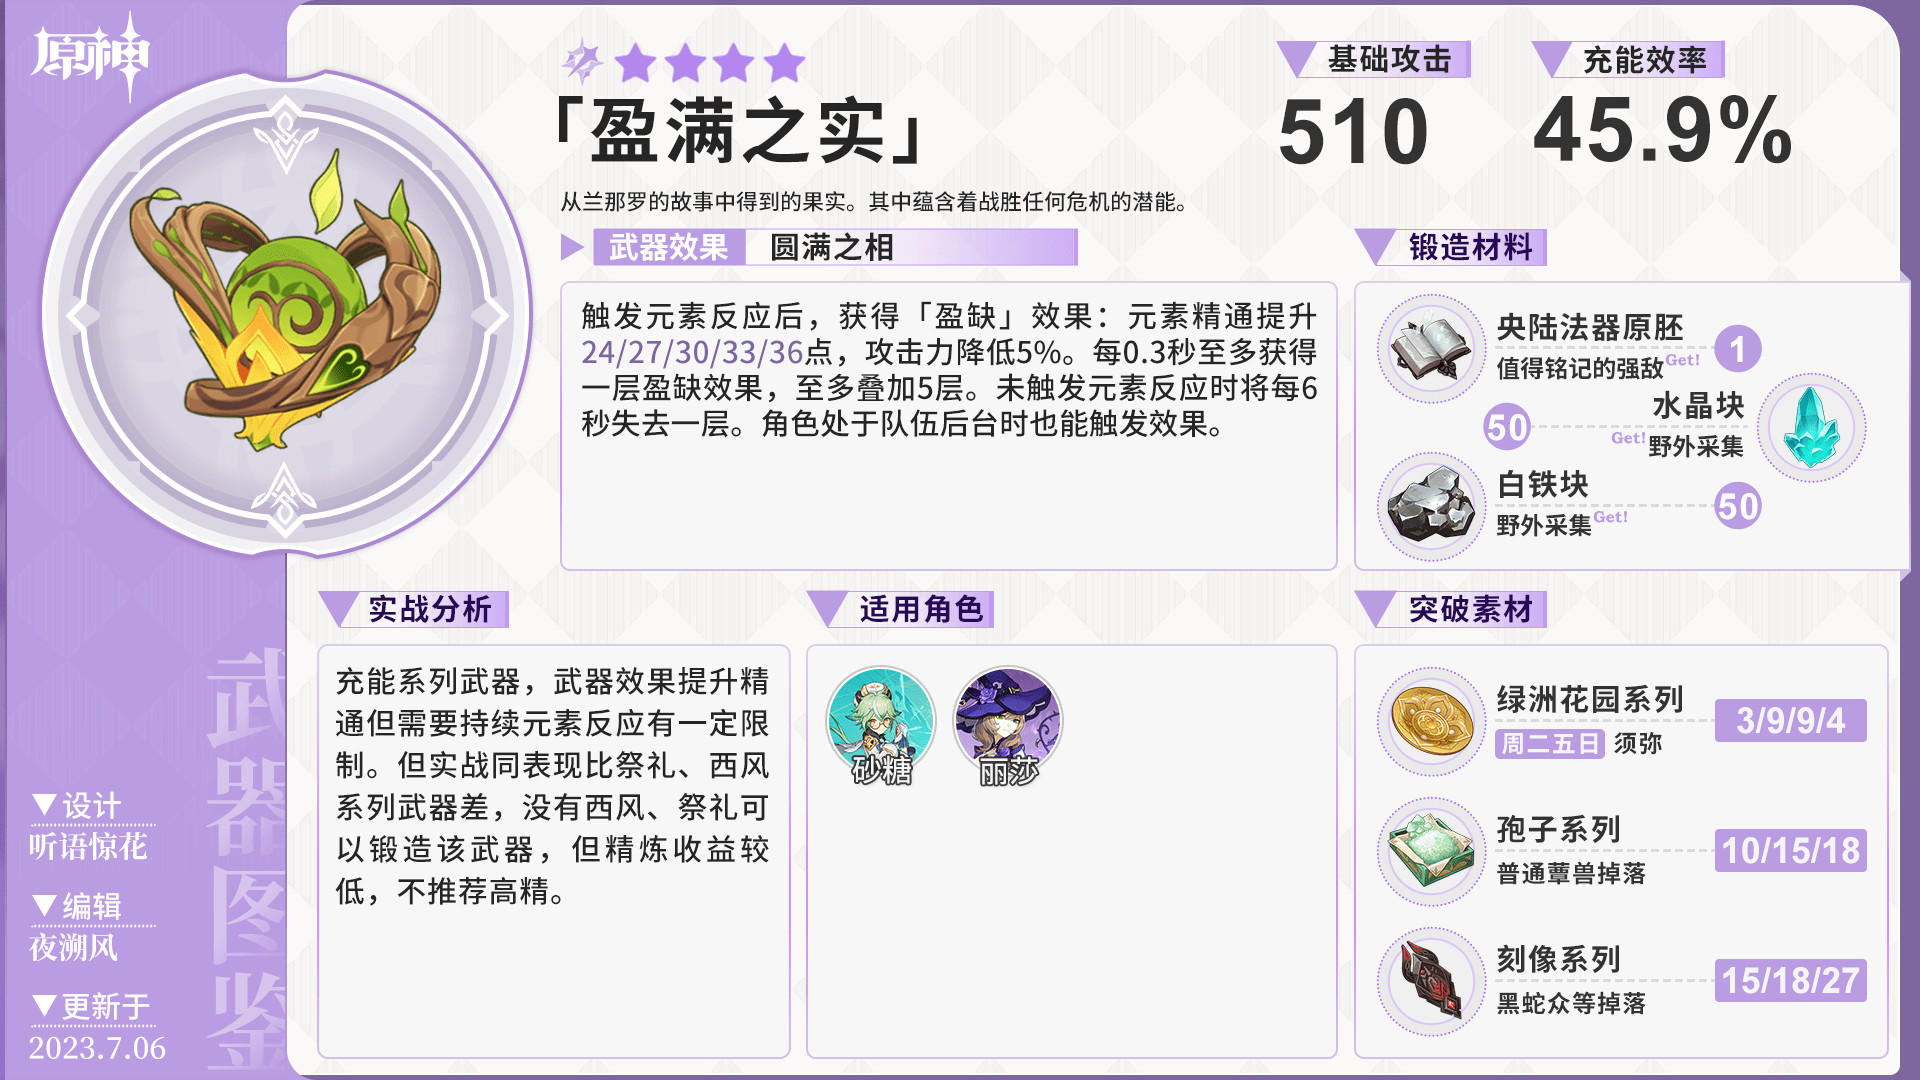 原神
「盈满之实」
从兰那罗的故事中得到的果实。其中蕴含着战胜任何危机的潜能。
基础攻击
510
充能效率
45.9%
武器效果 圆满之相
触发元素反应后，获得「盈缺」效果：元素精通提升
24/27/30/33/36点，攻击力降低5%。每0.3秒至多获得
一层盈缺效果，至多叠加5层。未触发元素反应时将每6
秒失去一层。角色处于队伍后台时也能触发效果。
锻造材料
央陆法器原胚
值得铭记的强敌Get!
1
水晶块
Get!野外采集
50
白铁块
野外采集Get!
50
实战分析
充能系列武器，武器效果提升精
通但需要持续元素反应有一定限
制。但实战同表现比祭礼、西风
系列武器差，没有西风、祭礼可
以锻造该武器，但精炼收益较
低，不推荐高精。
适用角色
砂糖
丽莎
突破素材
绿洲花园系列
周二五日 须弥
3/9/9/4
孢子系列
普通蕈兽掉落
10/15/18
刻像系列
黑蛇众等掉落
15/18/27
武器图鉴
▼设计
听语惊花
▼编辑
夜溯风
▼更新于
2023.7.06